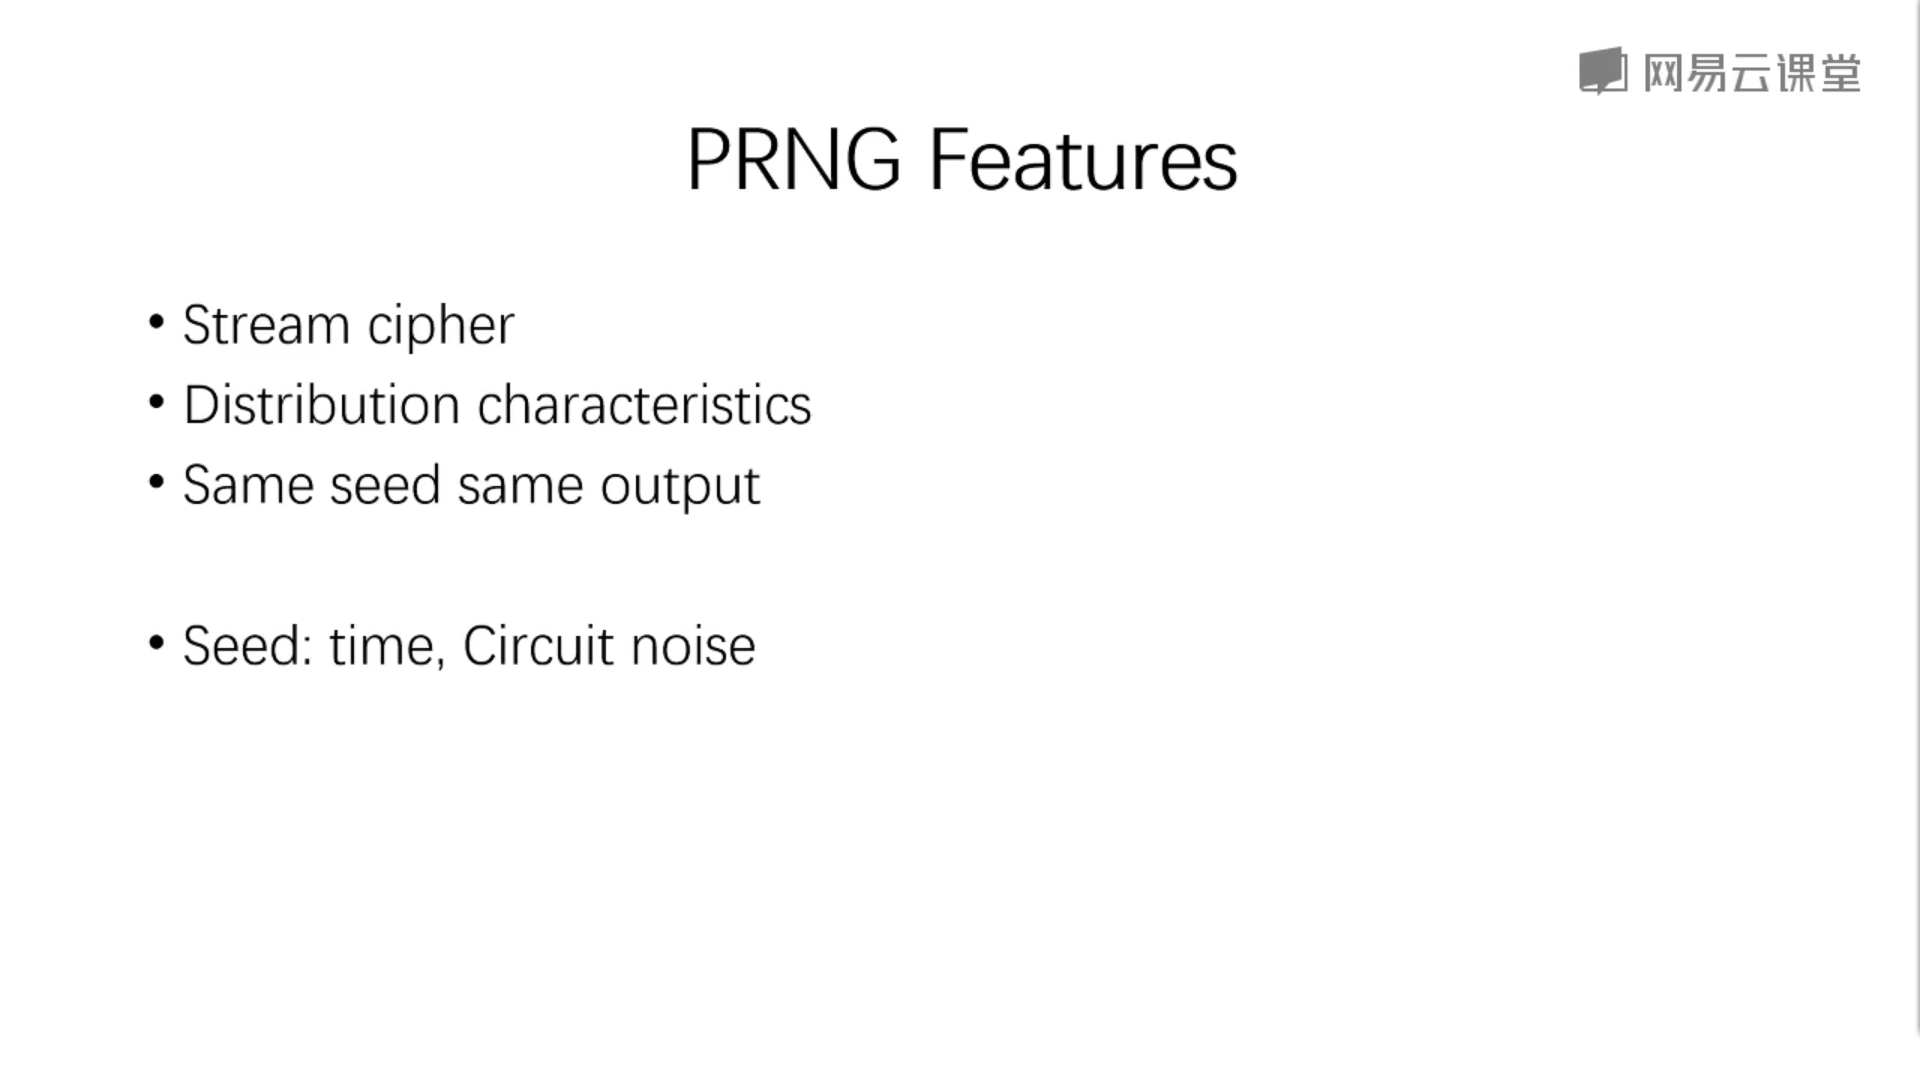 网易云课堂
PRNG Features
• Stream cipher
• Distribution characteristics
• Same seed same output
• Seed: time, Circuit noise